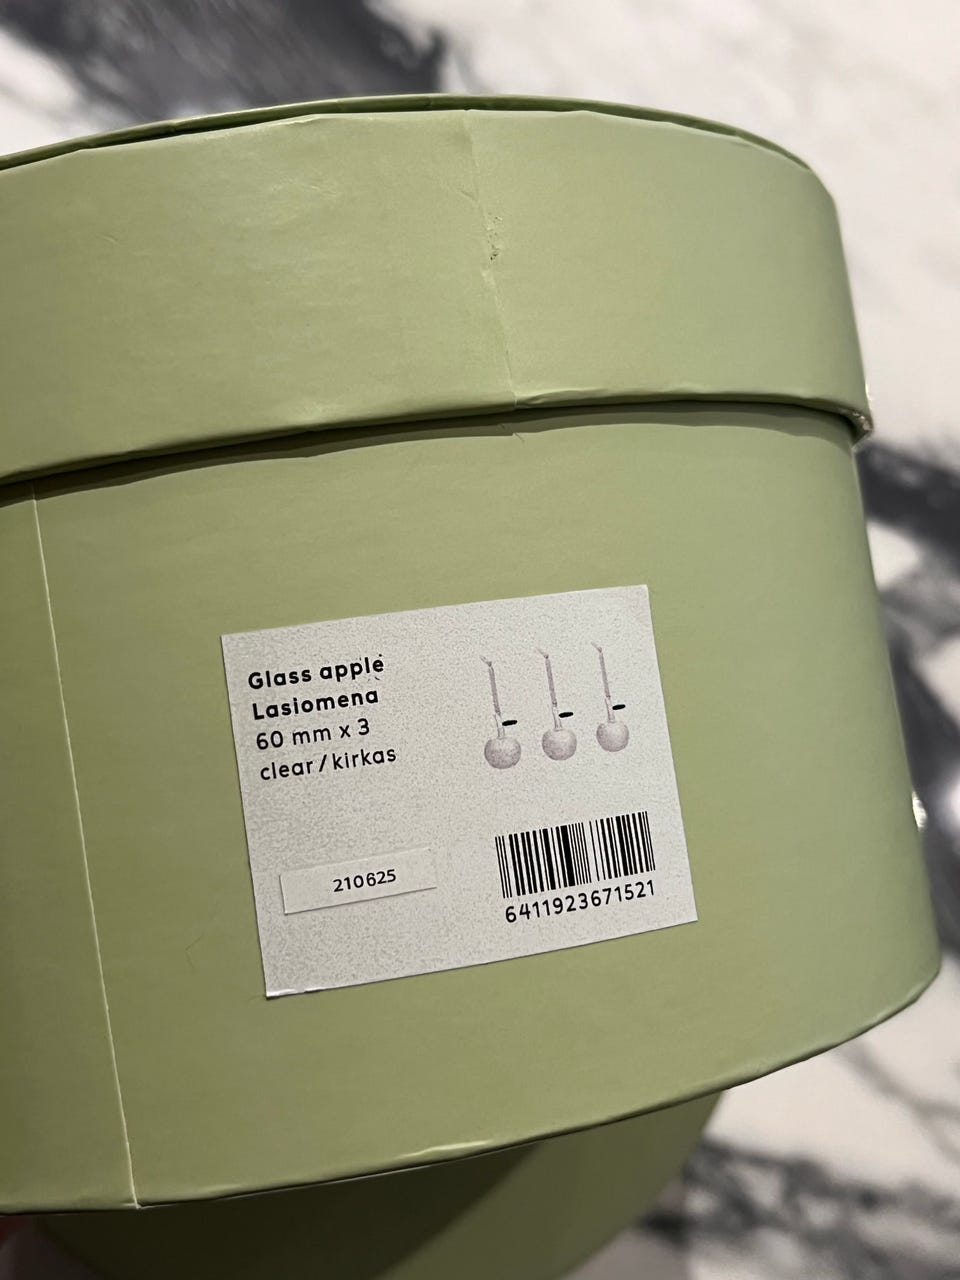 Glass apple
Lasiomena
60 mm x 3
clear/kirkas
210625
6411923671521